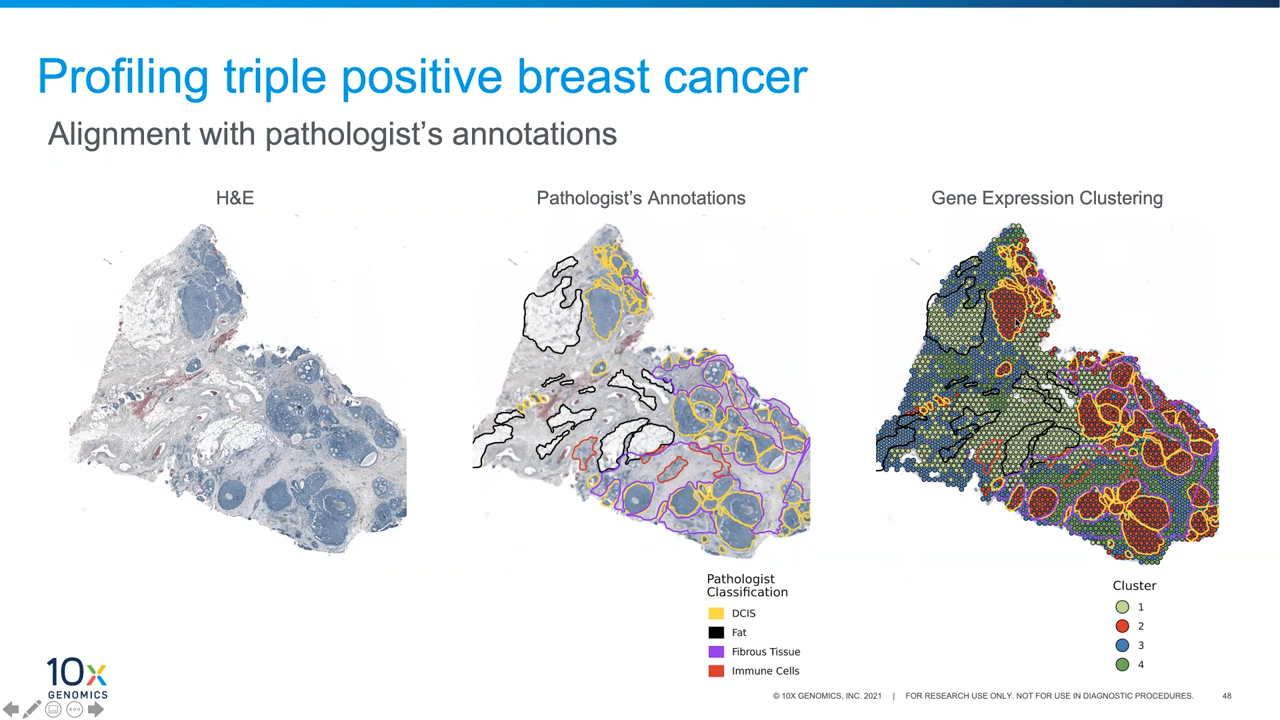 Profiling triple positive breast cancer
Alignment with pathologist’s annotations
H&E
Pathologist’s Annotations
Gene Expression Clustering
Pathologist
Classification
DCIS
Fat
Fibrous Tissue
Immune Cells
Cluster
1
2
3
4
10x
GENOMICS
© 10X GENOMICS, INC. 2021 | FOR RESEARCH USE ONLY. NOT FOR USE IN DIAGNOSTIC PROCEDURES. 48